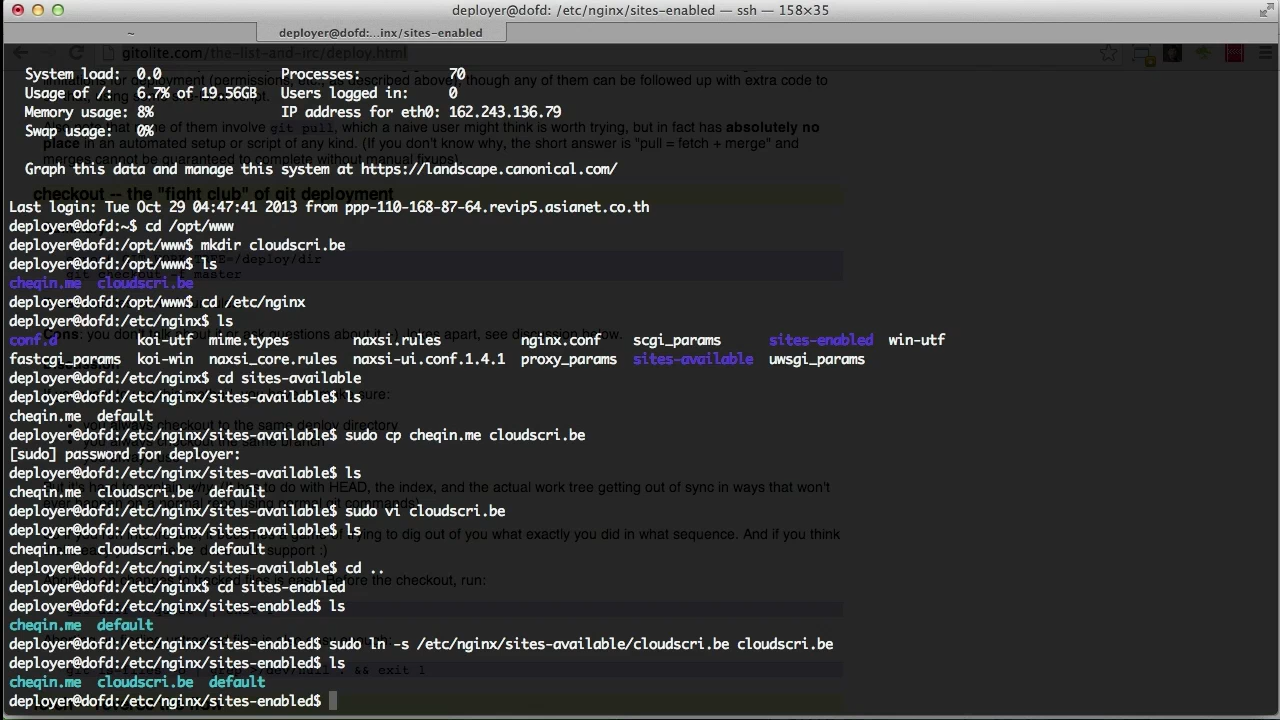 deployer@dofd: /etc/nginx/sites-enabled — ssh — 158×35
~
deployer@dofd:...inx/sites-enabled
gitolite.com/the-list-and-irc/deploy.html
System load: 0.0 Processes: 70
Usage of /: 6.7% of 19.56GB Users logged in: 0
Memory usage: 8% IP address for eth0: 162.243.136.79
Swap usage: 0%
Graph this data and manage this system at https://landscape.canonical.com/
checkout -- the "fight club" of git deployment
Last login: Tue Oct 29 04:47:41 2013 from ppp-110-168-87-64.revip5.asianet.co.th
deployer@dofd:~$ cd /opt/www
deployer@dofd:/opt/www$ mkdir cloudscri.be
deployer@dofd:/opt/www$ ls
cheqin.me cloudscri.be
deployer@dofd:/opt/www$ cd /etc/nginx
deployer@dofd:/etc/nginx$ ls
conf.d koi-utf mime.types naxsi.rules nginx.conf scgi_params sites-enabled win-utf
fastcgi_params koi-win naxsi_core.rules naxsi-ui.conf.1.4.1 proxy_params sites-available uwsgi_params
deployer@dofd:/etc/nginx$ cd sites-available
deployer@dofd:/etc/nginx/sites-available$ ls
cheqin.me default
deployer@dofd:/etc/nginx/sites-available$ sudo cp cheqin.me cloudscri.be
[sudo] password for deployer:
deployer@dofd:/etc/nginx/sites-available$ ls
cheqin.me cloudscri.be default
deployer@dofd:/etc/nginx/sites-available$ sudo vi cloudscri.be
deployer@dofd:/etc/nginx/sites-available$ ls
cheqin.me cloudscri.be default
deployer@dofd:/etc/nginx/sites-available$ cd ..
deployer@dofd:/etc/nginx$ cd sites-enabled
deployer@dofd:/etc/nginx/sites-enabled$ ls
cheqin.me default
deployer@dofd:/etc/nginx/sites-enabled$ sudo ln -s /etc/nginx/sites-available/cloudscri.be cloudscri.be
deployer@dofd:/etc/nginx/sites-enabled$ ls
cheqin.me cloudscri.be default
deployer@dofd:/etc/nginx/sites-enabled$